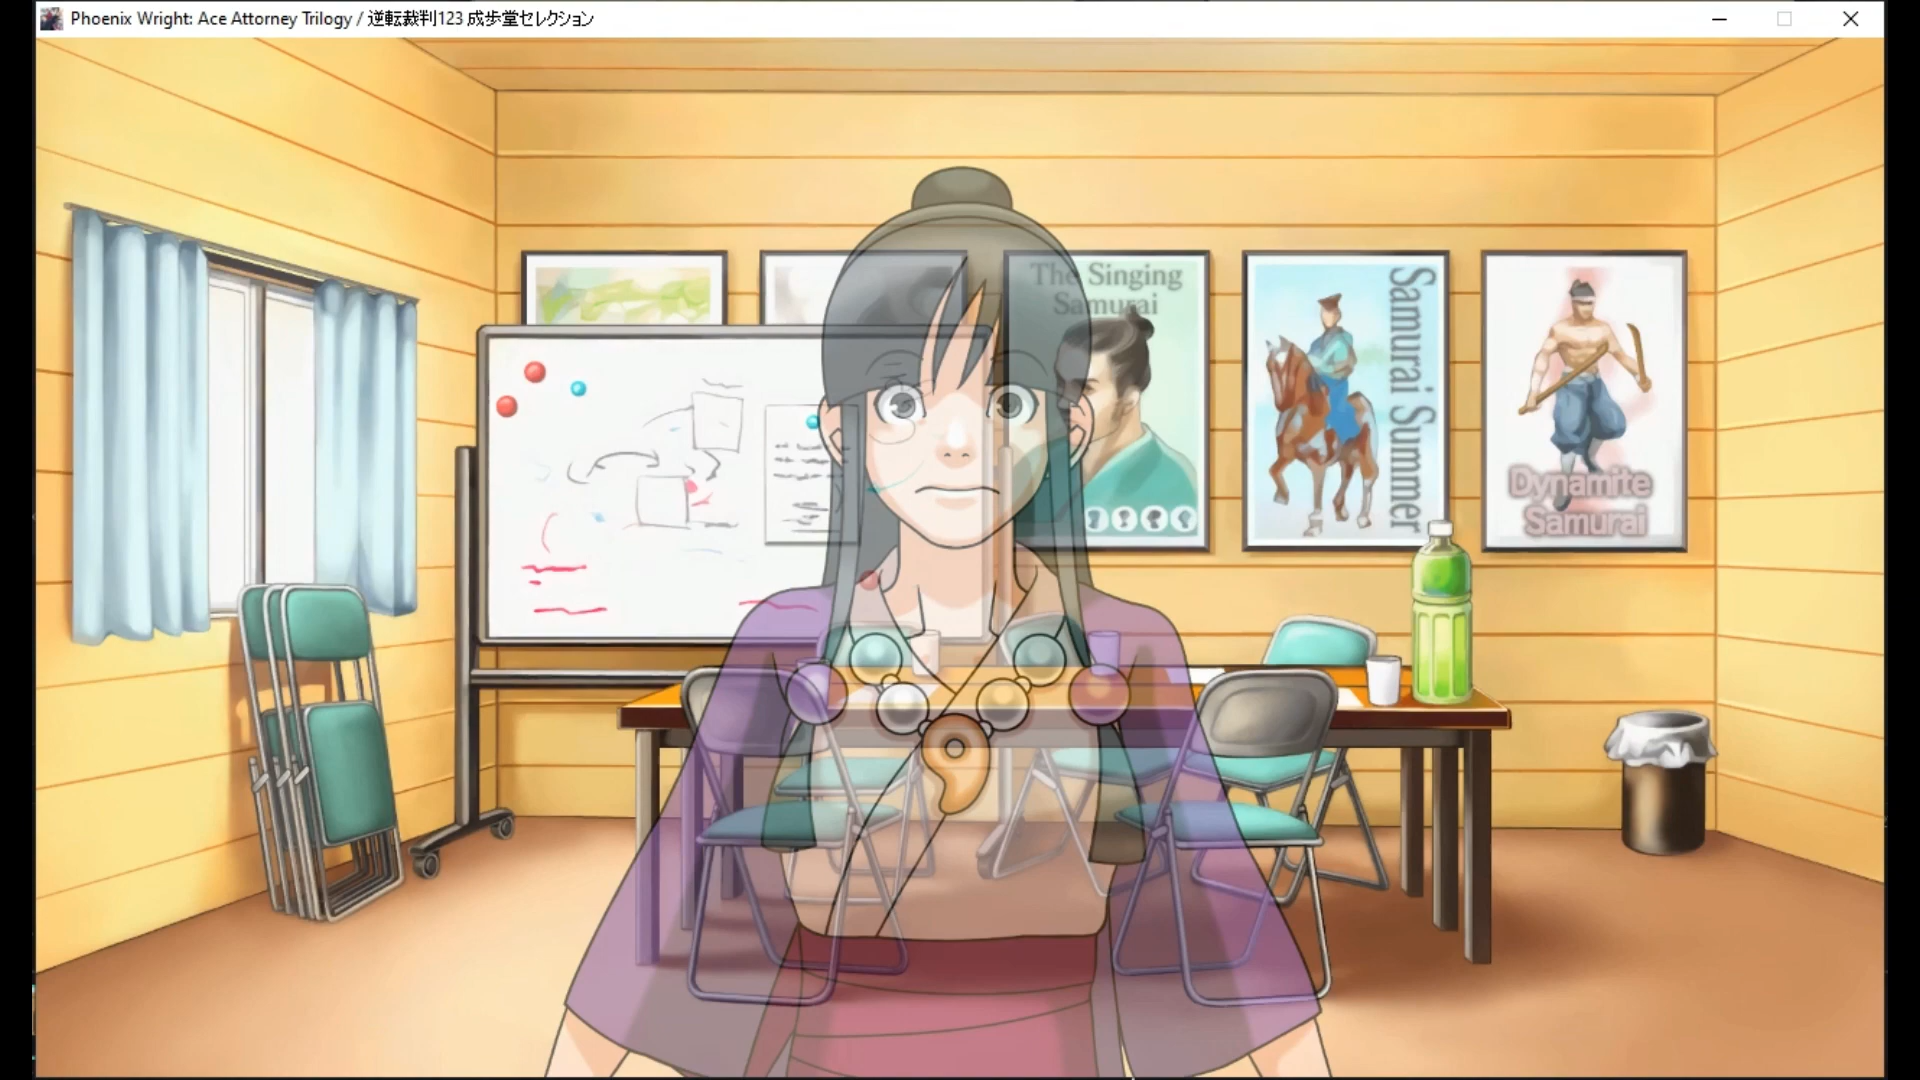 Phoenix Wright: Ace Attorney Trilogy / 逆転裁判123 成歩堂セレクション
The Singing
Samurai
Samurai Summer
Dynamite
Samurai